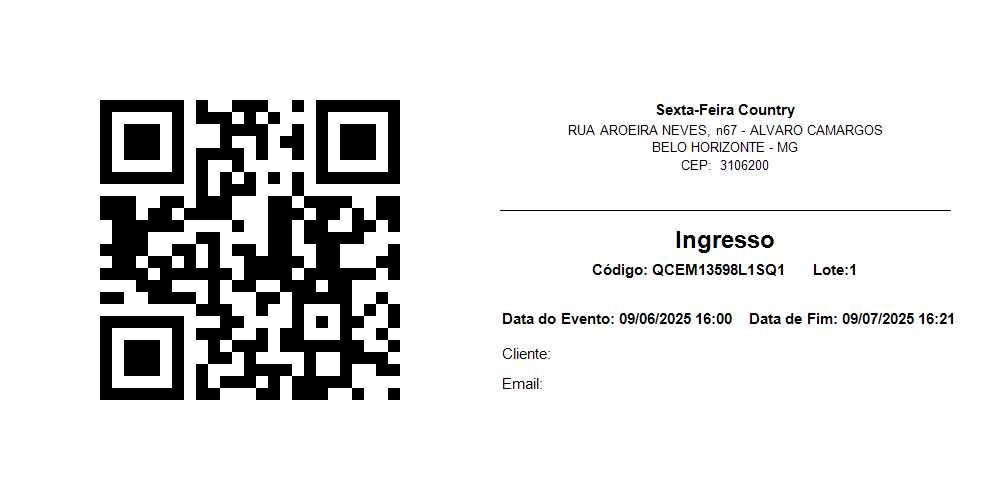 Sexta-Feira Country
RUA AROEIRA NEVES, n67 - ALVARO CAMARGOS
BELO HORIZONTE - MG
CEP: 3106200
Ingresso
Código: QCEM13598L1SQ1 Lote:1
Data do Evento: 09/06/2025 16:00 Data de Fim: 09/07/2025 16:21
Cliente:
Email: